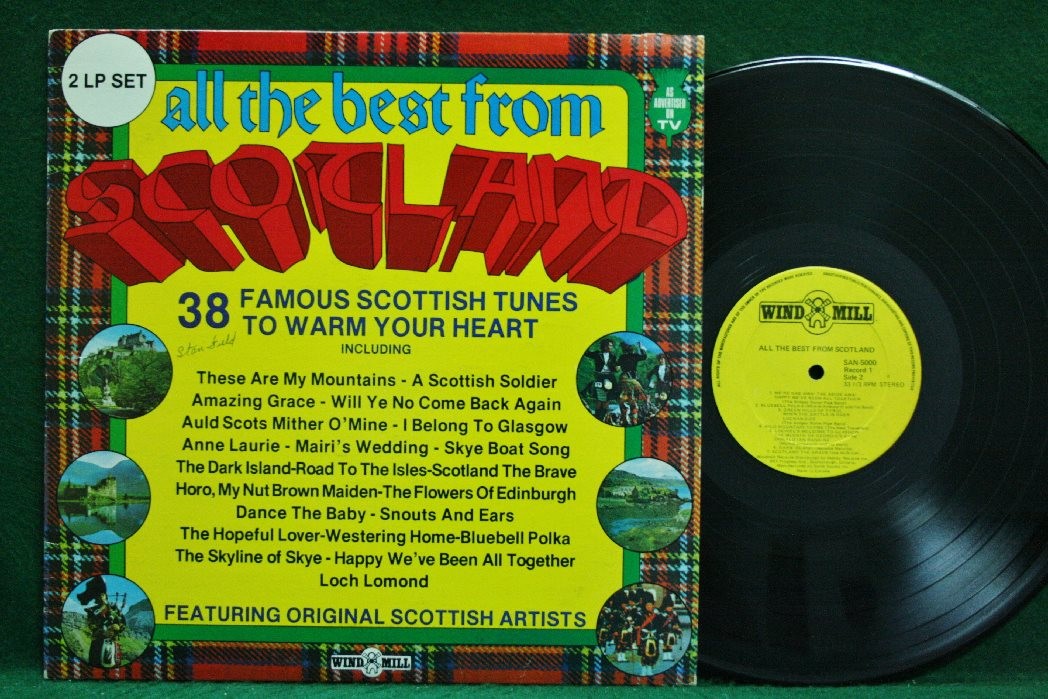 2 LP SET
all the best from
AS
ADVERTISED
ON
TV
SCOTLAND
38 FAMOUS SCOTTISH TUNES
TO WARM YOUR HEART
INCLUDING
Stan
These Are My Mountains - A Scottish Soldier
Amazing Grace - Will Ye No Come Back Again
Auld Scots Mither O'Mine - I Belong To Glasgow
Anne Laurie - Mairi's Wedding - Skye Boat Song
The Dark Island-Road To The Isles-Scotland The Brave
Horo, My Nut Brown Maiden-The Flowers Of Edinburgh
Dance The Baby - Snouts And Ears
The Hopeful Lover-Westering Home-Bluebell Polka
The Skyline of Skye - Happy We've Been All Together
Loch Lomond
FEATURING ORIGINAL SCOTTISH ARTISTS
WIND MILL
WIND MILL
ALL THE BEST FROM SCOTLAND
SAN-5000
Record 1
Side 2
33 1/3 RPM STEREO